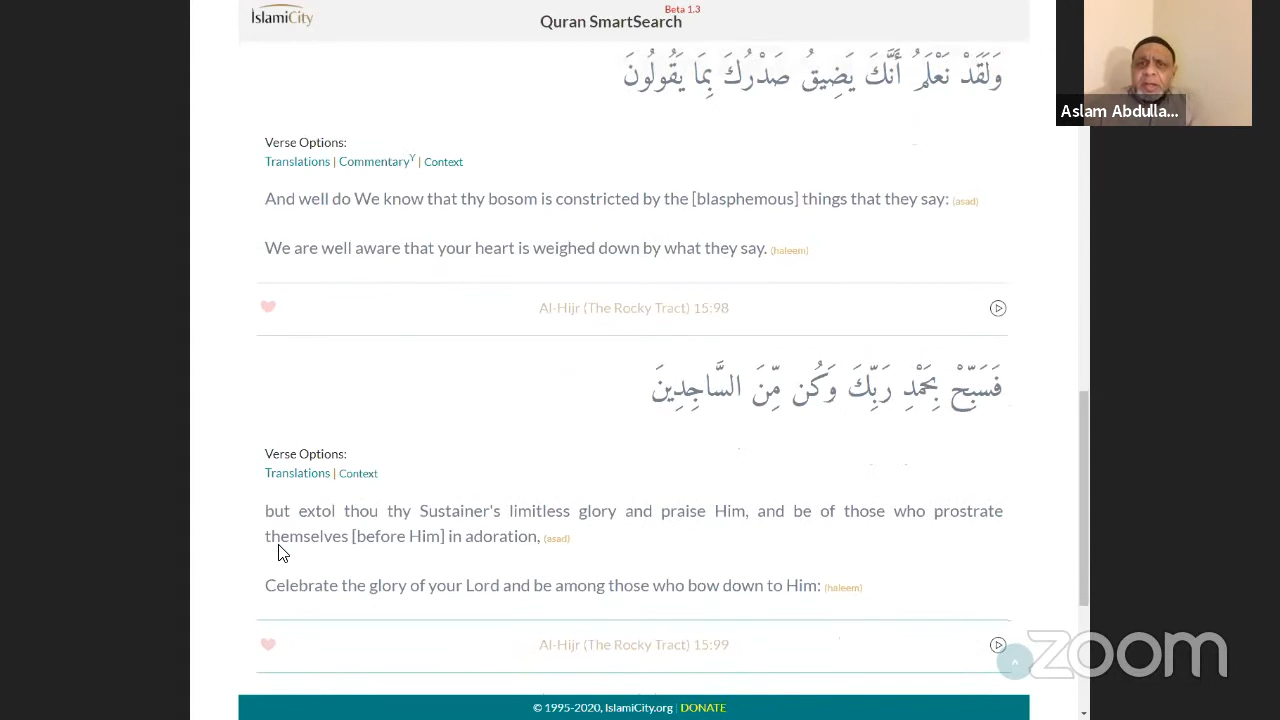 IslamiCity
Beta 1.3
Quran SmartSearch
وَلَقَدْ نَعْلَمُ أَنَّكَ يَضِيقُ صَدْرُكَ بِمَا يَقُولُونَ
Aslam Abdulla...
Verse Options:
Translations | Commentary Y | Context
And well do We know that thy bosom is constricted by the [blasphemous] things that they say: (asad)
We are well aware that your heart is weighed down by what they say. (haleem)
Al-Hijr (The Rocky Tract) 15:98
فَسَبِّحْ بِحَمْدِ رَبِّكَ وَكُن مِّنَ السَّاجِدِينَ
Verse Options:
Translations | Context
but extol thou thy Sustainer's limitless glory and praise Him, and be of those who prostrate
themselves [before Him] in adoration, (asad)
Celebrate the glory of your Lord and be among those who bow down to Him: (haleem)
Al-Hijr (The Rocky Tract) 15:99
zoom
© 1995-2020, IslamiCity.org | DONATE